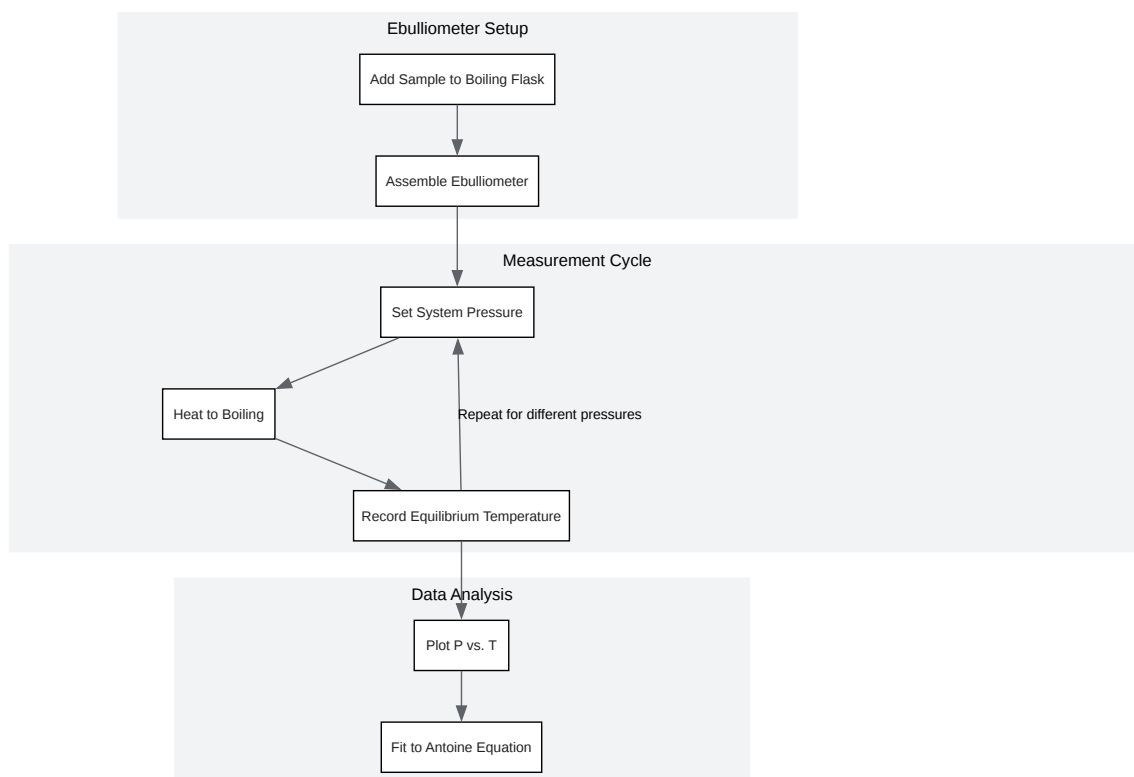 Ebulliometer Setup
Add Sample to Boiling Flask
Assemble Ebulliometer
Measurement Cycle
Set System Pressure
Heat to Boiling
Repeat for different pressures
Record Equilibrium Temperature
Data Analysis
Plot P vs. T
Fit to Antoine Equation